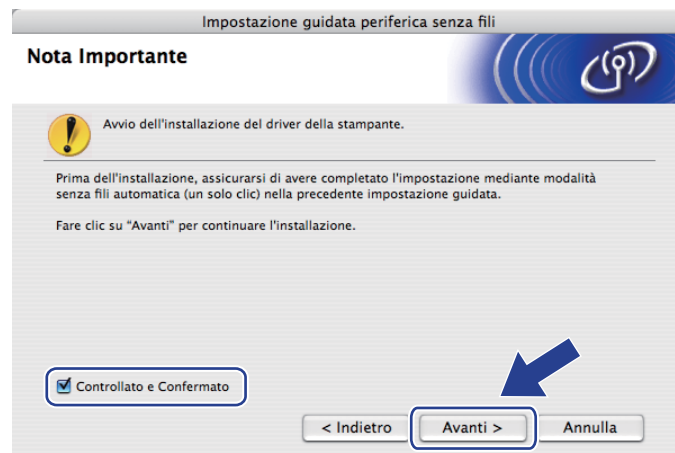 Impostazione guidata periferica senza fili
Nota Importante
Avvio dell'installazione del driver della stampante.
Prima dell'installazione, assicurarsi di avere completato l'impostazione mediante modalità
senza fili automatica (un solo clic) nella precedente impostazione guidata.
Fare clic su "Avanti" per continuare l'installazione.
Controllato e Confermato
< Indietro
Avanti >
Annulla